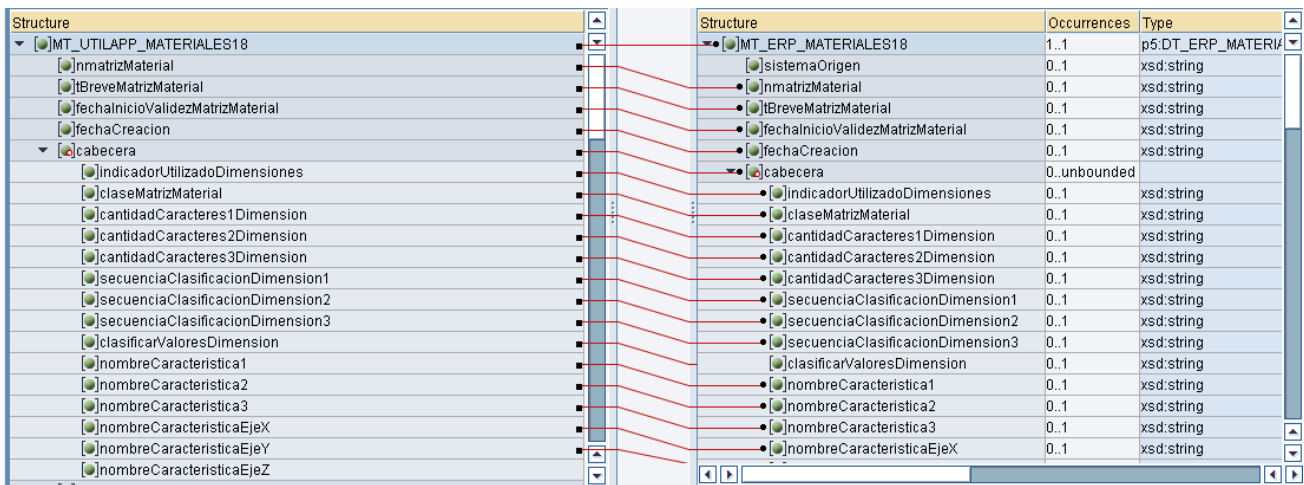 Structure
MT_UTILAPP_MATERIALES18
nmatrizMaterial
tBreveMatrizMaterial
fechaInicioValidezMatrizMaterial
fechaCreacion
cabecera
indicadorUtilizadoDimensiones
claseMatrizMaterial
cantidadCaracteres1Dimension
cantidadCaracteres2Dimension
cantidadCaracteres3Dimension
secuenciaClasificacionDimension1
secuenciaClasificacionDimension2
secuenciaClasificacionDimension3
clasificarValoresDimension
nombreCaracteristica1
nombreCaracteristica2
nombreCaracteristica3
nombreCaracteristicaEjeX
nombreCaracteristicaEjeY
nombreCaracteristicaEjeZ
Structure Occurrences Type
MT_ERP_MATERIALES18 1..1 p5:DT_ERP_MATERIA
sistemaOrigen 0..1 xsd:string
nmatrizMaterial 0..1 xsd:string
tBreveMatrizMaterial 0..1 xsd:string
fechaInicioValidezMatrizMaterial 0..1 xsd:string
fechaCreacion 0..1 xsd:string
cabecera 0..unbounded
indicadorUtilizadoDimensiones 0..1 xsd:string
claseMatrizMaterial 0..1 xsd:string
cantidadCaracteres1Dimension 0..1 xsd:string
cantidadCaracteres2Dimension 0..1 xsd:string
cantidadCaracteres3Dimension 0..1 xsd:string
secuenciaClasificacionDimension1 0..1 xsd:string
secuenciaClasificacionDimension2 0..1 xsd:string
secuenciaClasificacionDimension3 0..1 xsd:string
clasificarValoresDimension 0..1 xsd:string
nombreCaracteristica1 0..1 xsd:string
nombreCaracteristica2 0..1 xsd:string
nombreCaracteristica3 0..1 xsd:string
nombreCaracteristicaEjeX 0..1 xsd:string